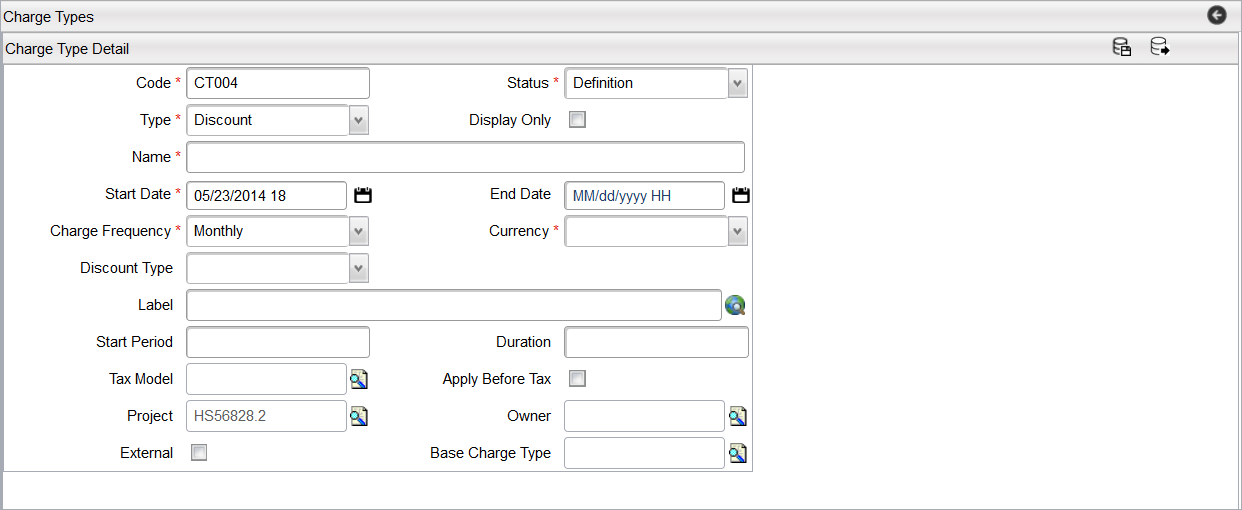 Charge Types
Charge Type Detail
Code * CT004 Status * Definition
Type * Discount Display Only
Name *
Start Date * 05/23/2014 18 End Date MM/dd/yyyy HH
Charge Frequency * Monthly Currency *
Discount Type
Label
Start Period Duration
Tax Model Apply Before Tax
Project HS56828.2 Owner
External Base Charge Type